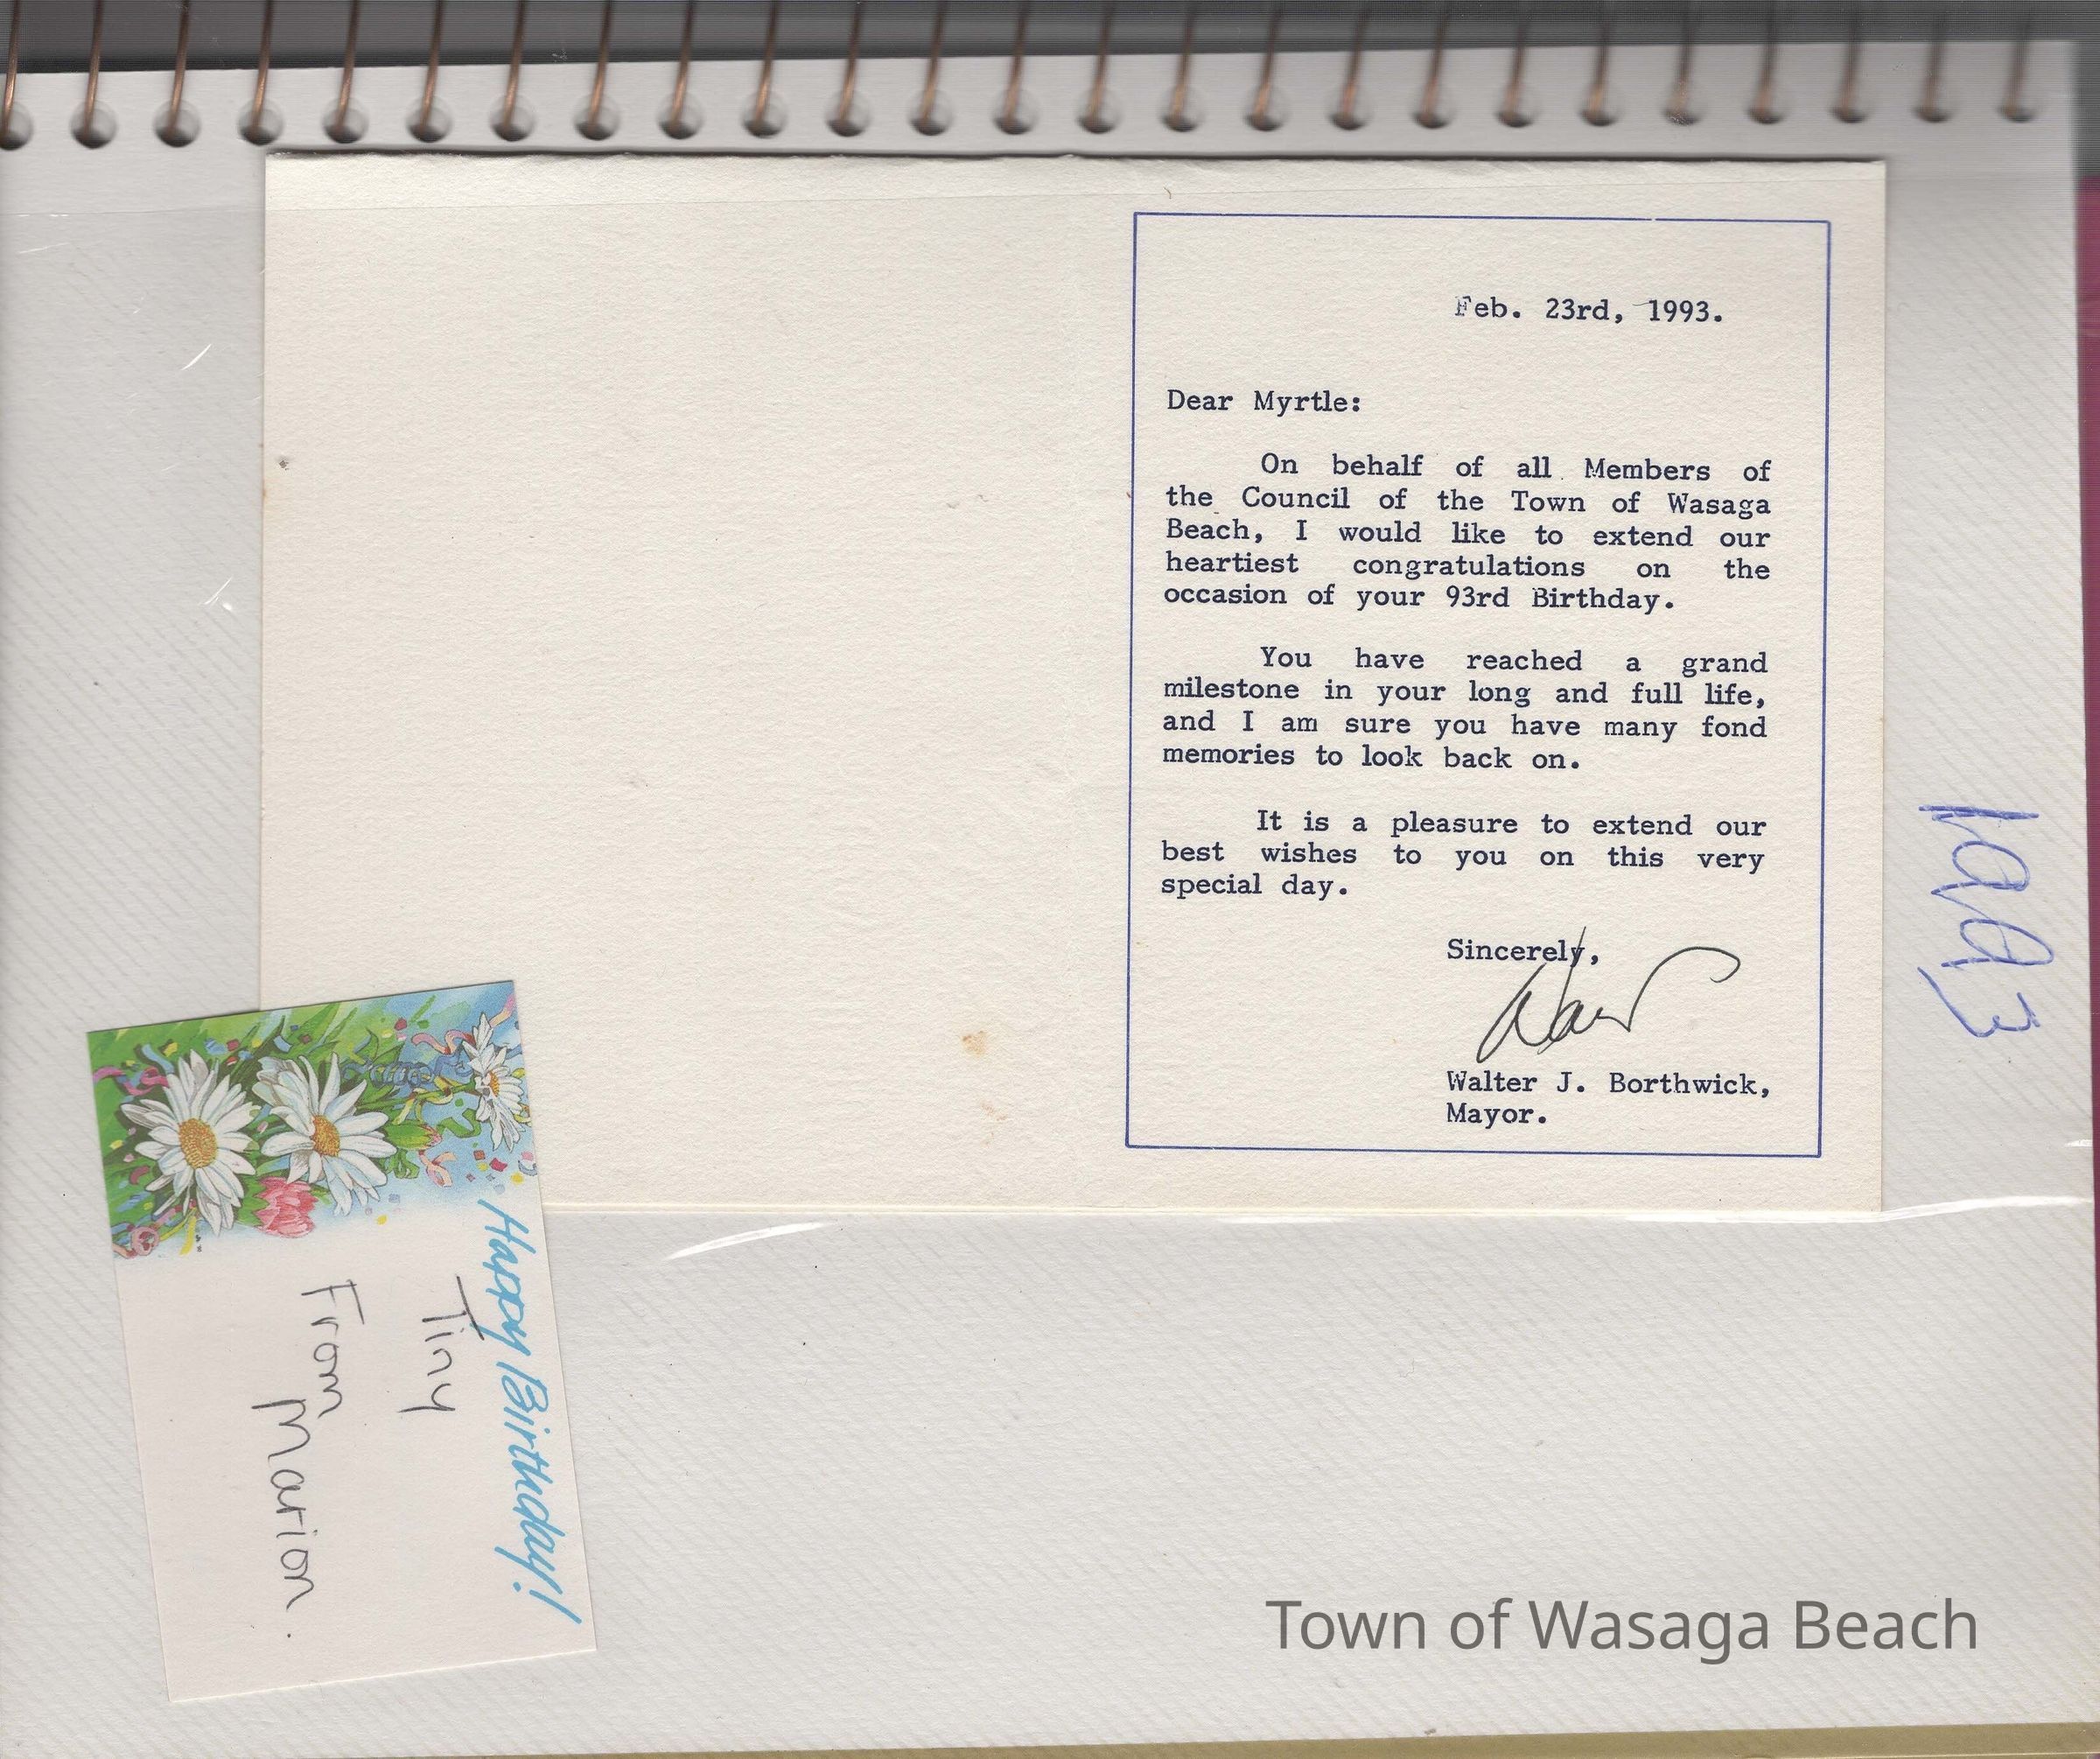 Feb. 23rd, 1993.
Dear Myrtle:
On behalf of all Members of
the Council of the Town of Wasaga
Beach, I would like to extend our
heartiest congratulations on the
occasion of your 93rd Birthday.
You have reached a grand
milestone in your long and full life,
and I am sure you have many fond
memories to look back on.
It is a pleasure to extend our
best wishes to you on this very
special day.
Sincerely,
Walter J. Borthwick,
Mayor.
1993
Happy Birthday!
Tiny
From
Marion.
Town of Wasaga Beach